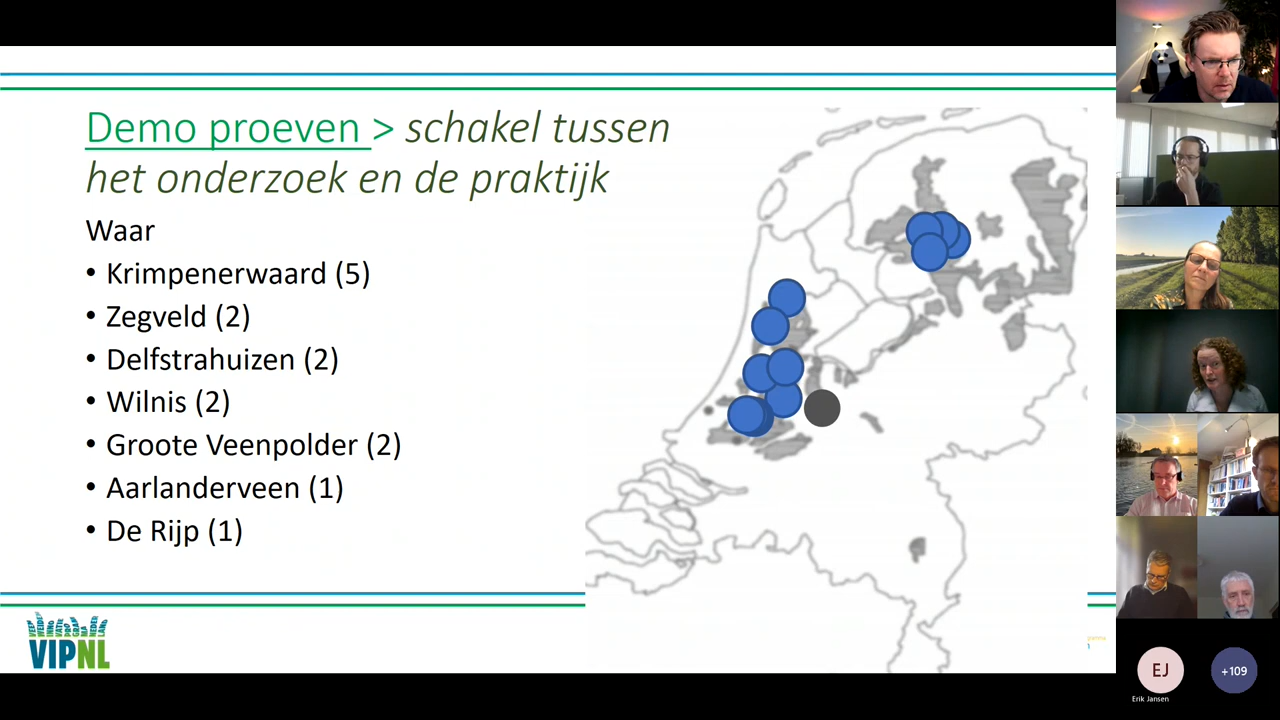 Demo proeven > schakel tussen
het onderzoek en de praktijk
Waar
• Krimpenerwaard (5)
• Zegveld (2)
• Delfstrahuizen (2)
• Wilnis (2)
• Groote Veenpolder (2)
• Aarlanderveen (1)
• De Rijp (1)
VIPNL
EJ
+109
Erik Jansen